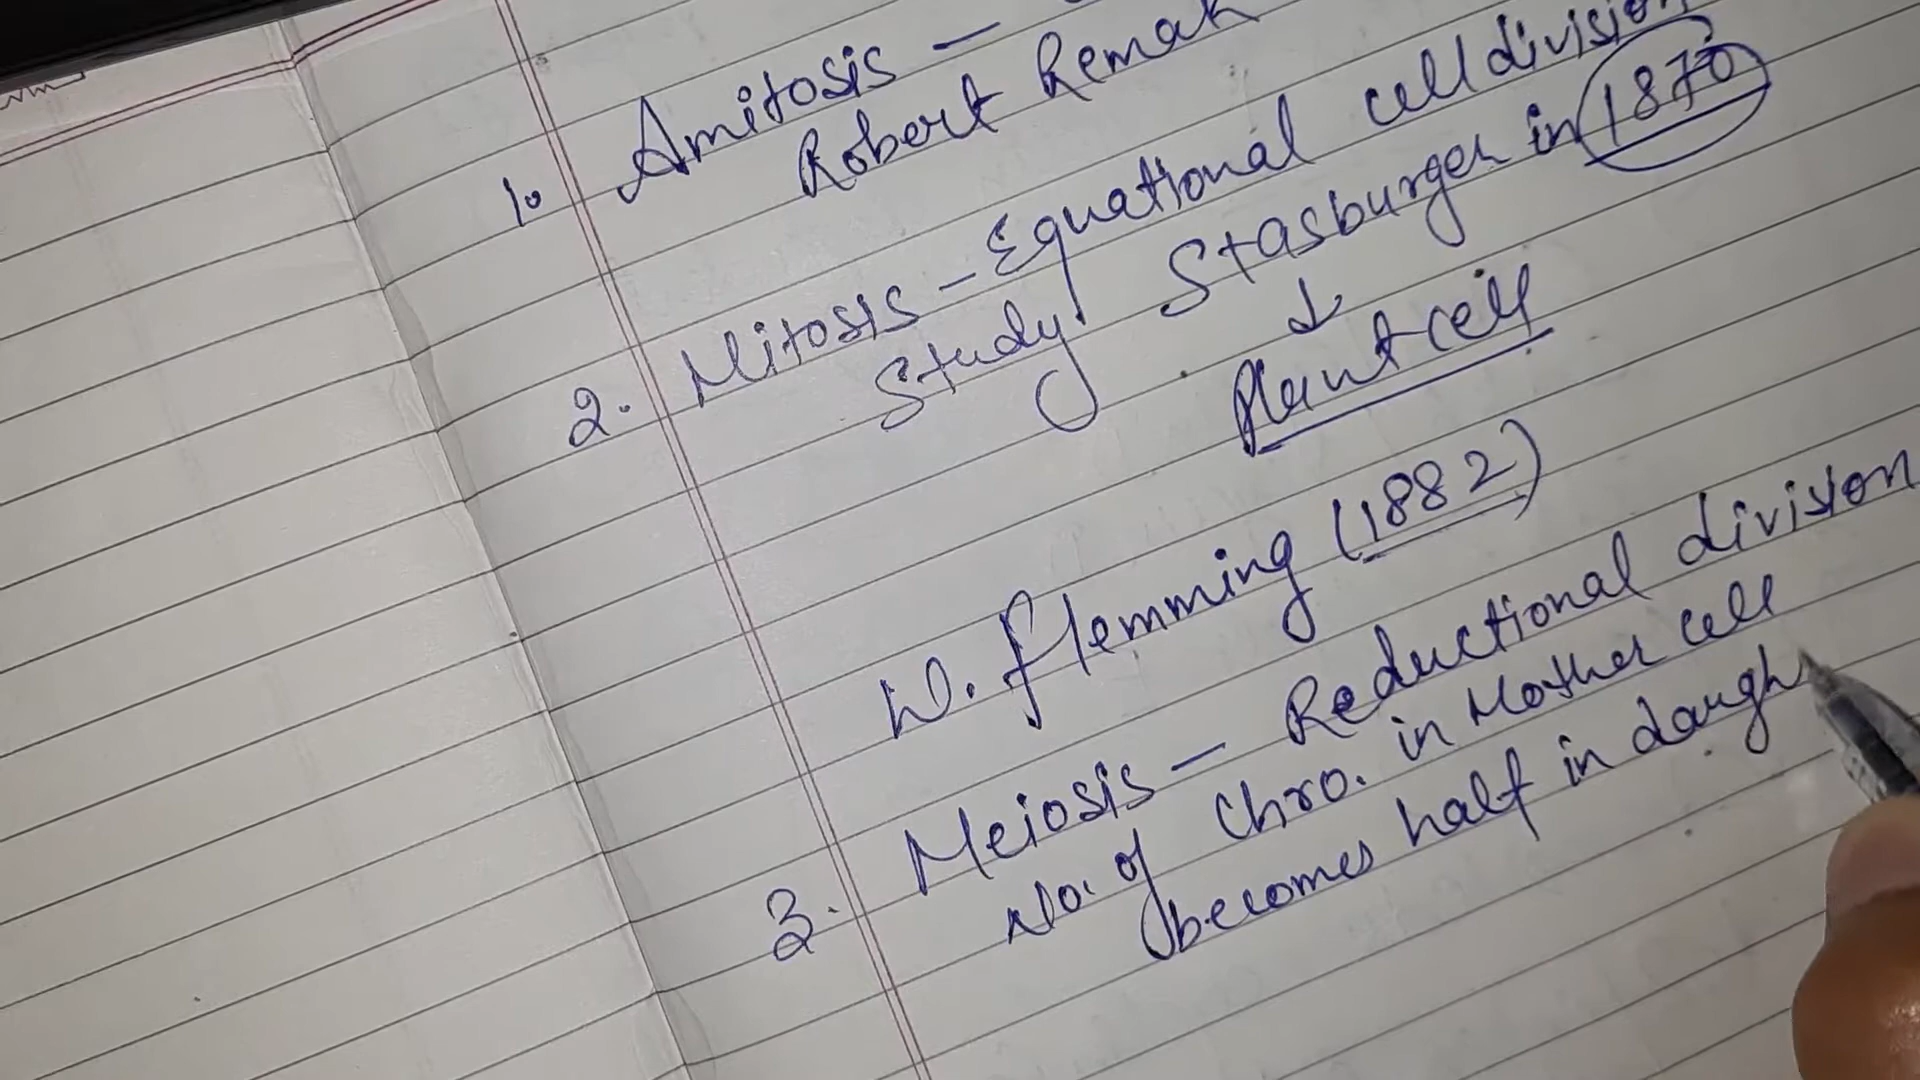 1. Amitosis -
Robert Remak
2. Mitosis - Equational cell division
Study Stasburger in 1870
Plant cell
W. flemming (1882)
3. Meiosis - Reductional division
No. of Chro. in Mother cell
becomes half in daugh